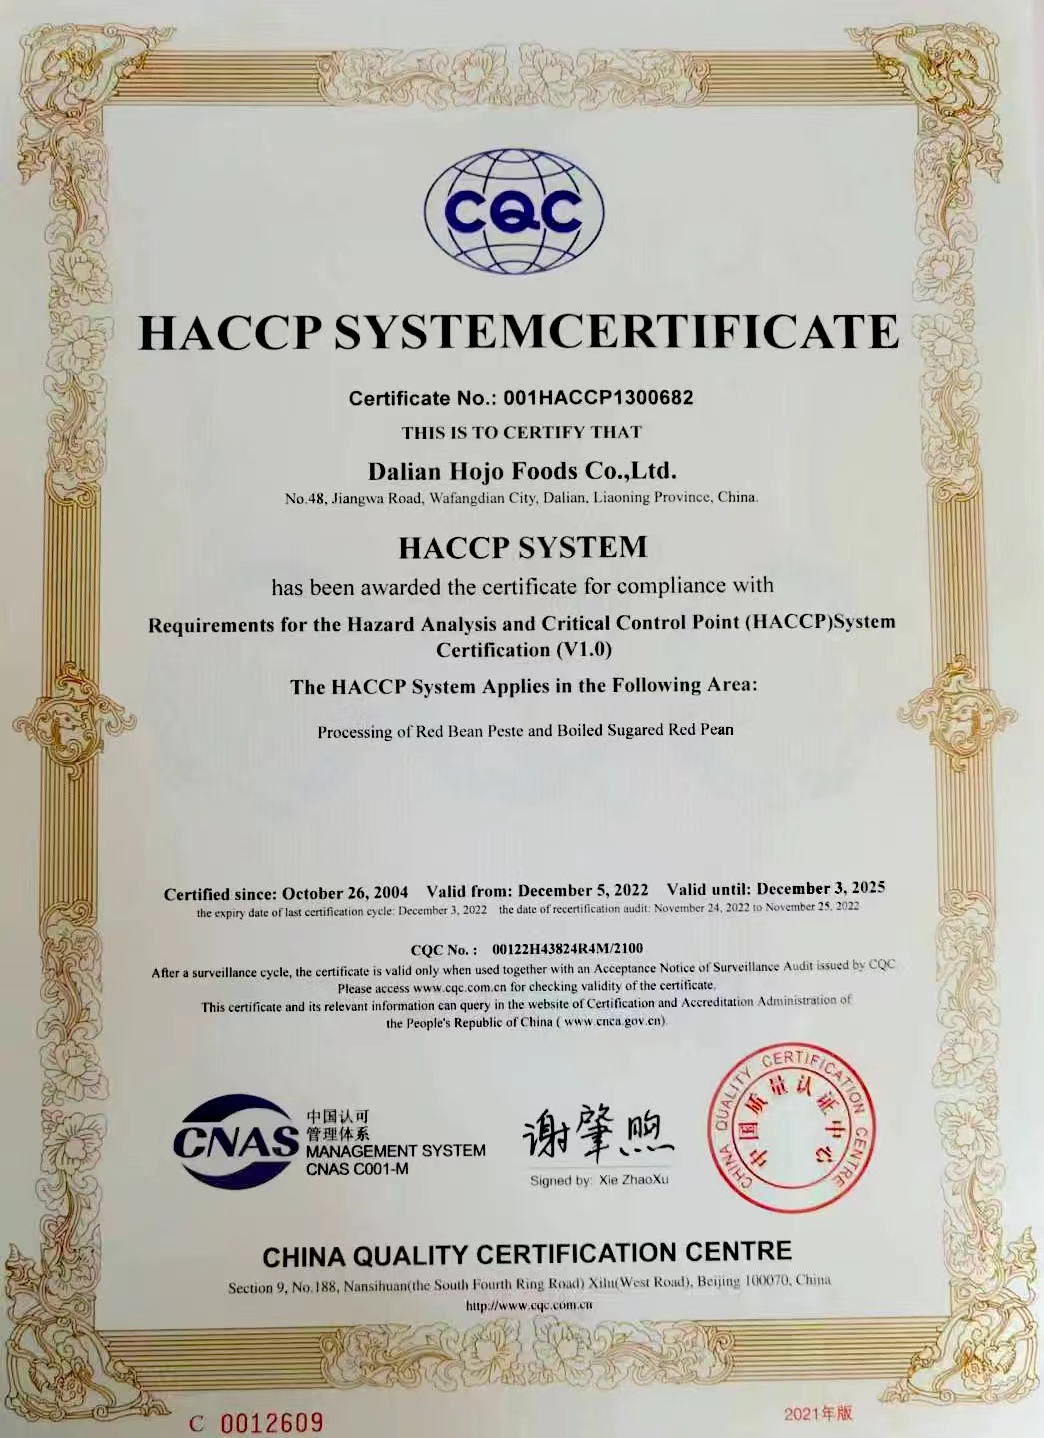 CQC
HACCP SYSTEMCERTIFICATE
Certificate No.: 001HACCP1300682
THIS IS TO CERTIFY THAT
Dalian Hojo Foods Co.,Ltd.
No.48, Jiangwa Road, Wafangdian City, Dalian, Liaoning Province, China.
HACCP SYSTEM
has been awarded the certificate for compliance with
Requirements for the Hazard Analysis and Critical Control Point (HACCP)System
Certification (V1.0)
The HACCP System Applies in the Following Area:
Processing of Red Bean Peste and Boiled Sugared Red Pean
Certified since: October 26, 2004 Valid from: December 5, 2022 Valid until: December 3, 2025
the expiry date of last certification cycle: December 3, 2022 the date of recertification audit: November 24, 2022 to November 25, 2022
CQC No. : 00122H43824R4M/2100
After a surveillance cycle, the certificate is valid only when used together with an Acceptance Notice of Surveillance Audit issued by CQC
Please access www.cqc.com.cn for checking validity of the certificate.
This certificate and its relevant information can query in the website of Certification and Accreditation Administration of
the People's Republic of China ( www.cnca.gov.cn).
CNAS
中国认可
管理体系
MANAGEMENT SYSTEM
CNAS C001-M
谢肇煦
Signed by: Xie ZhaoXu
CHINA QUALITY CERTIFICATION CENTRE
中国质量认证中心
CHINA QUALITY CERTIFICATION CENTRE
Section 9, No.188, Nansihuan(the South Fourth Ring Road) Xilu(West Road), Beijing 100070, China
http://www.cqc.com.cn
C 0012609
2021年版